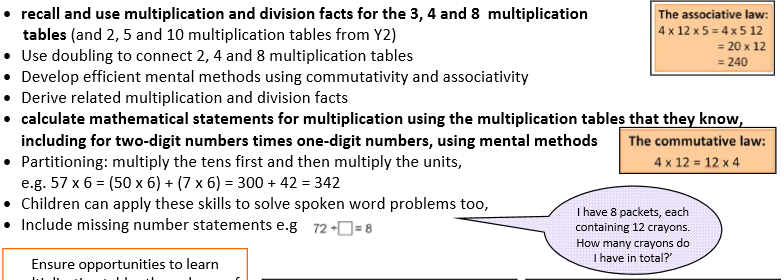 • recall and use multiplication and division facts for the 3, 4 and 8 multiplication
tables (and 2, 5 and 10 multiplication tables from Y2)
• Use doubling to connect 2, 4 and 8 multiplication tables
• Develop efficient mental methods using commutativity and associativity
• Derive related multiplication and division facts
The associative law:
4 x 12 x 5 = 4 x 5 12
= 20 x 12
= 240
• calculate mathematical statements for multiplication using the multiplication tables that they know,
including for two-digit numbers times one-digit numbers, using mental methods
The commutative law:
4 x 12 = 12 x 4
• Partitioning: multiply the tens first and then multiply the units,
e.g. 57 x 6 = (50 x 6) + (7 x 6) = 300 + 42 = 342
• Children can apply these skills to solve spoken word problems too,
• Include missing number statements e.g 72 ÷ □ = 8
I have 8 packets, each
containing 12 crayons.
How many crayons do
I have in total?'
Ensure opportunities to learn